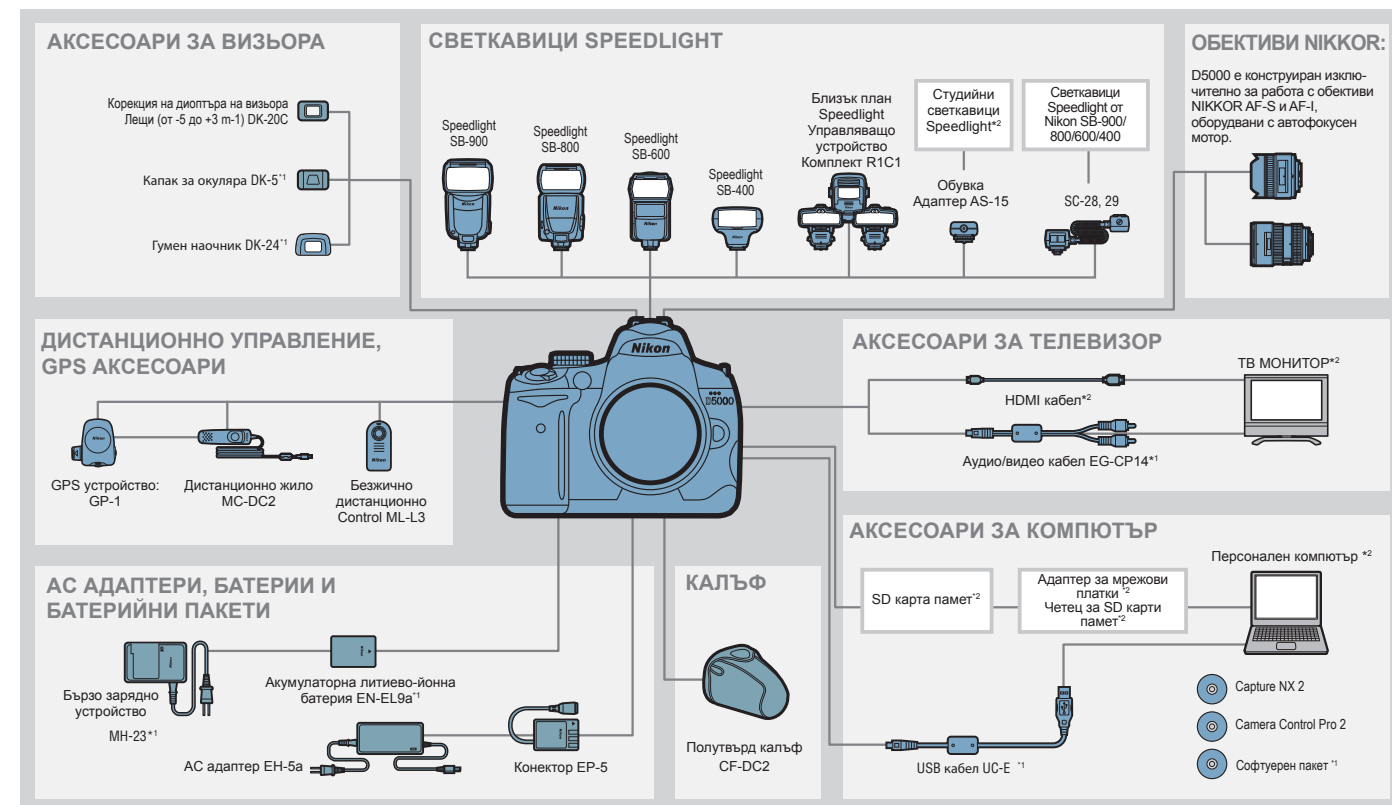 АКСЕСОАРИ ЗА ВИЗЬОРА
Корекция на диоптъра на визьора
Лещи (от -5 до +3 m-1) DK-20C
Капак за окуляра DK-5*1
Гумен наочник DK-24*1
СВЕТКАВИЦИ SPEEDLIGHT
Speedlight
SB-900
Speedlight
SB-800
Speedlight
SB-600
Speedlight
SB-400
Близък план
Speedlight
Управляващо
устройство
Комплект R1C1
Студийни
светкавици
Speedlight*2
Обувка
Адаптер AS-15
Светкавици
Speedlight от
Nikon SB-900/
800/600/400
SC-28, 29
ОБЕКТИВИ NIKKOR:
D5000 е конструиран изклю-
чително за работа с обективи
NIKKOR AF-S и AF-I,
оборудвани с автофокусен
мотор.
ДИСТАНЦИОННО УПРАВЛЕНИЕ,
GPS АКСЕСОАРИ
GPS устройство:
GP-1
Дистанционно жило
MC-DC2
Безжично
дистанционно
Control ML-L3
Nikon
D5000
АКСЕСОАРИ ЗА ТЕЛЕВИЗОР
ТВ МОНИТОР*2
HDMI кабел*2
Аудио/видео кабел EG-CP14*1
АС АДАПТЕРИ, БАТЕРИИ И
БАТЕРИЙНИ ПАКЕТИ
Бързо зарядно
устройство
MH-23*1
Акумулаторна литиево-йонна
батерия EN-EL9a*1
АС адаптер EH-5a
Конектор EP-5
КАЛЪФ
Полутвърд калъф
CF-DC2
АКСЕСОАРИ ЗА КОМПЮТЪР
SD карта памет*2
Адаптер за мрежови
платки *2
Четец за SD карти
памет*2
Персонален компютър *2
USB кабел UC-E *1
Capture NX 2
Camera Control Pro 2
Софтуерен пакет *1